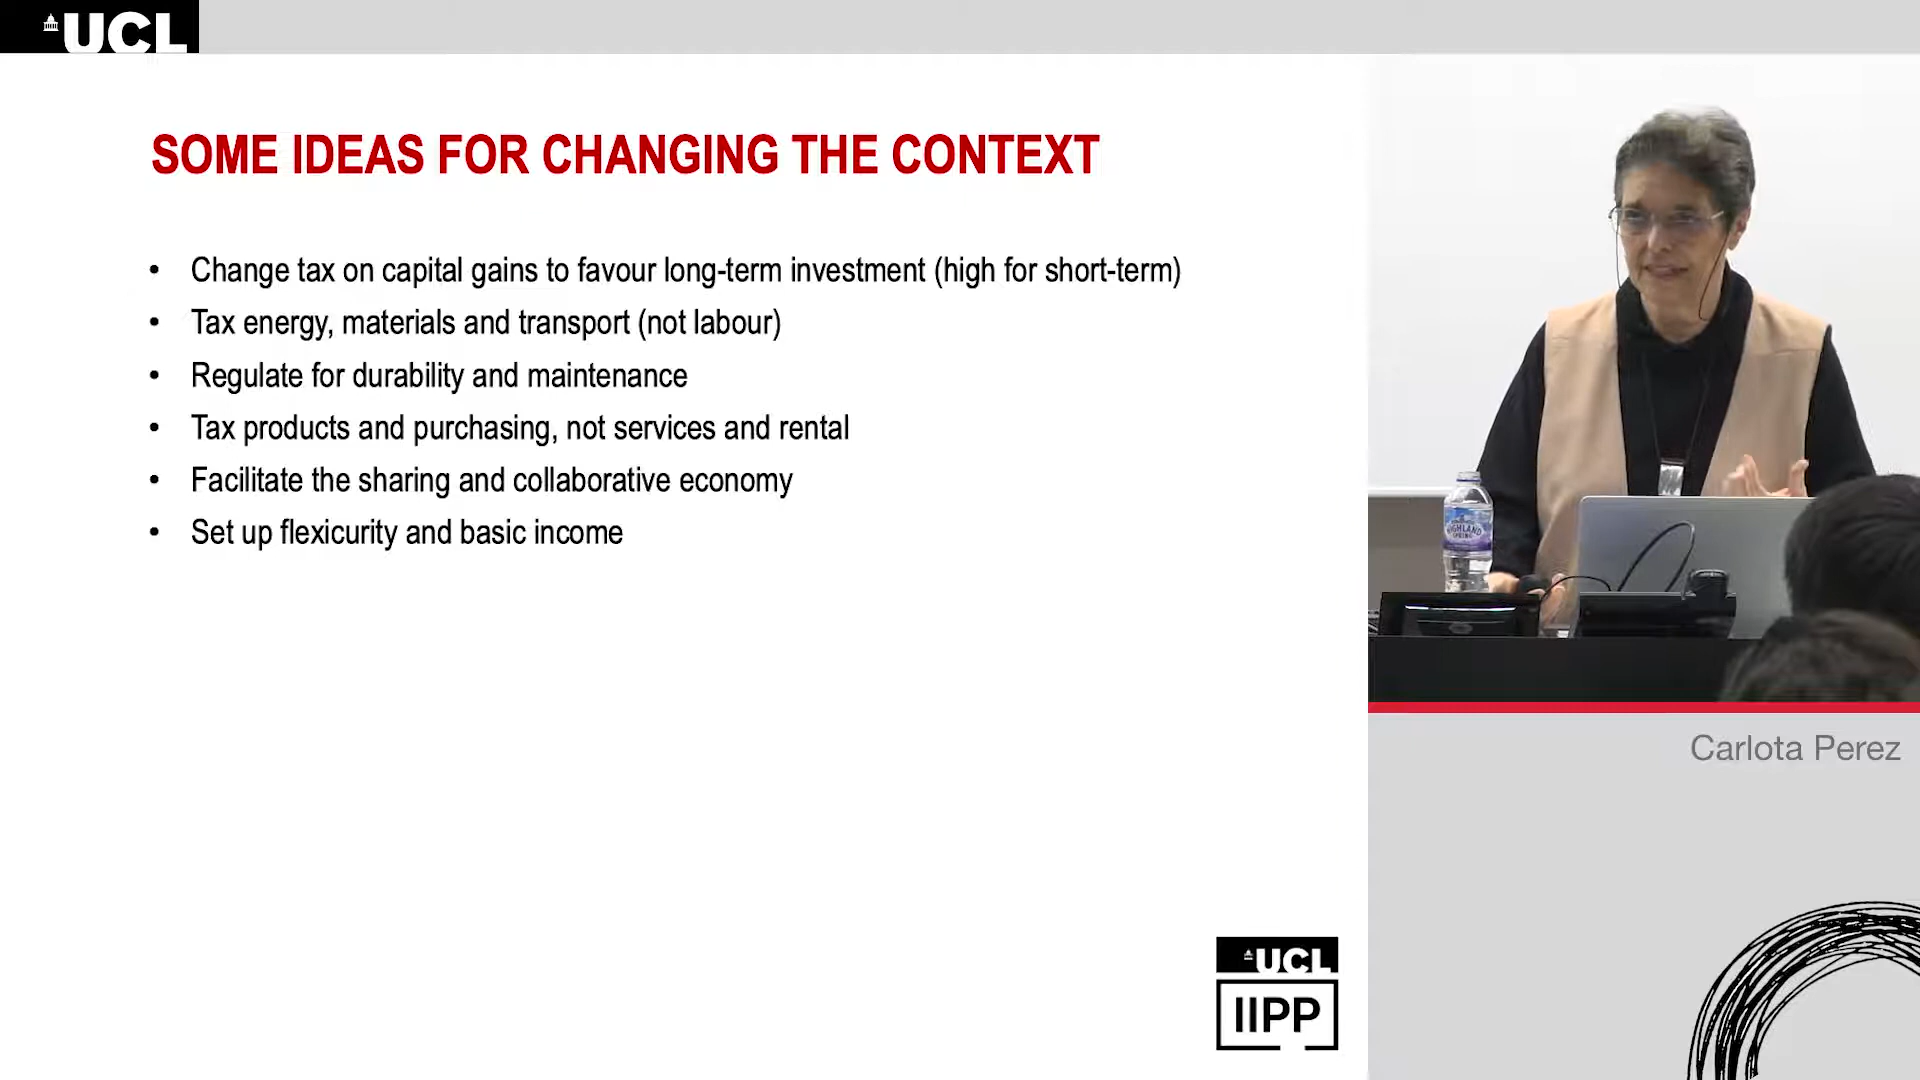 UCL
SOME IDEAS FOR CHANGING THE CONTEXT
• Change tax on capital gains to favour long-term investment (high for short-term)
• Tax energy, materials and transport (not labour)
• Regulate for durability and maintenance
• Tax products and purchasing, not services and rental
• Facilitate the sharing and collaborative economy
• Set up flexicurity and basic income
HIGHLAND
SPRING
Carlota Perez
UCL
IIPP